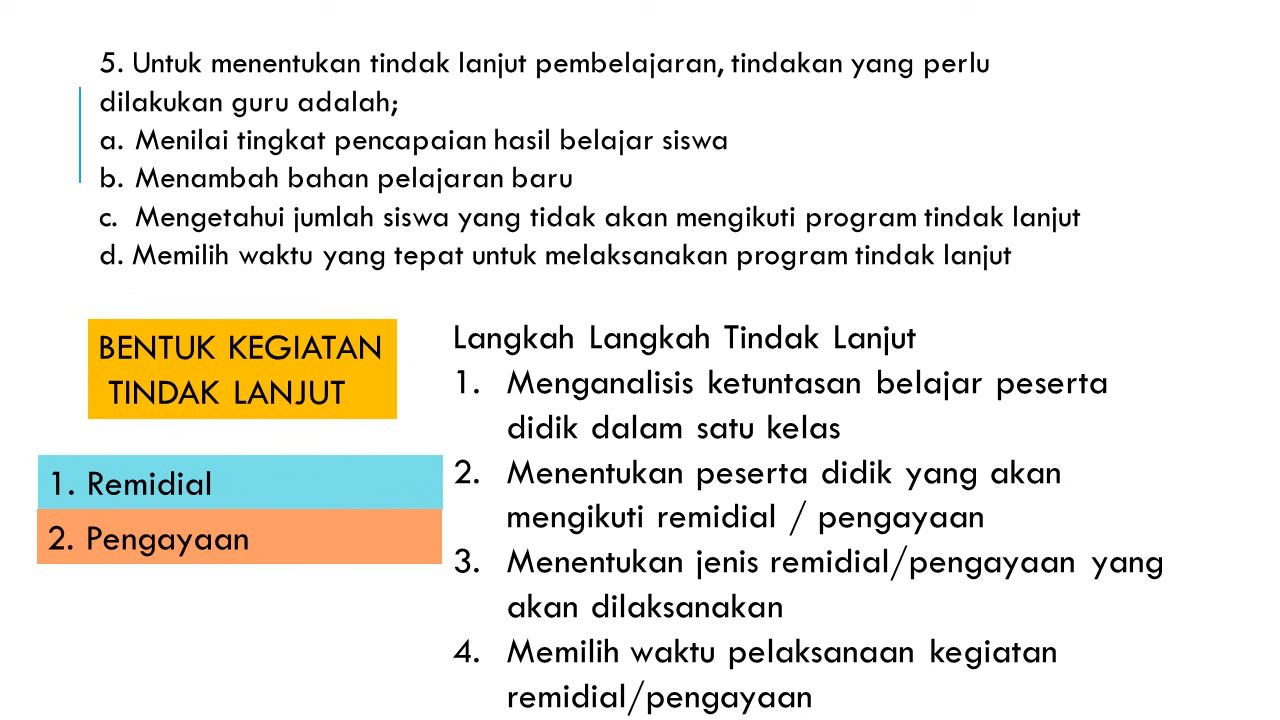 5. Untuk menentukan tindak lanjut pembelajaran, tindakan yang perlu
dilakukan guru adalah;
a. Menilai tingkat pencapaian hasil belajar siswa
b. Menambah bahan pelajaran baru
c. Mengetahui jumlah siswa yang tidak akan mengikuti program tindak lanjut
d. Memilih waktu yang tepat untuk melaksanakan program tindak lanjut
BENTUK KEGIATAN
TINDAK LANJUT
1. Remidial
2. Pengayaan
Langkah Langkah Tindak Lanjut
1. Menganalisis ketuntasan belajar peserta
didik dalam satu kelas
2. Menentukan peserta didik yang akan
mengikuti remidial / pengayaan
3. Menentukan jenis remidial/pengayaan yang
akan dilaksanakan
4. Memilih waktu pelaksanaan kegiatan
remidial/pengayaan